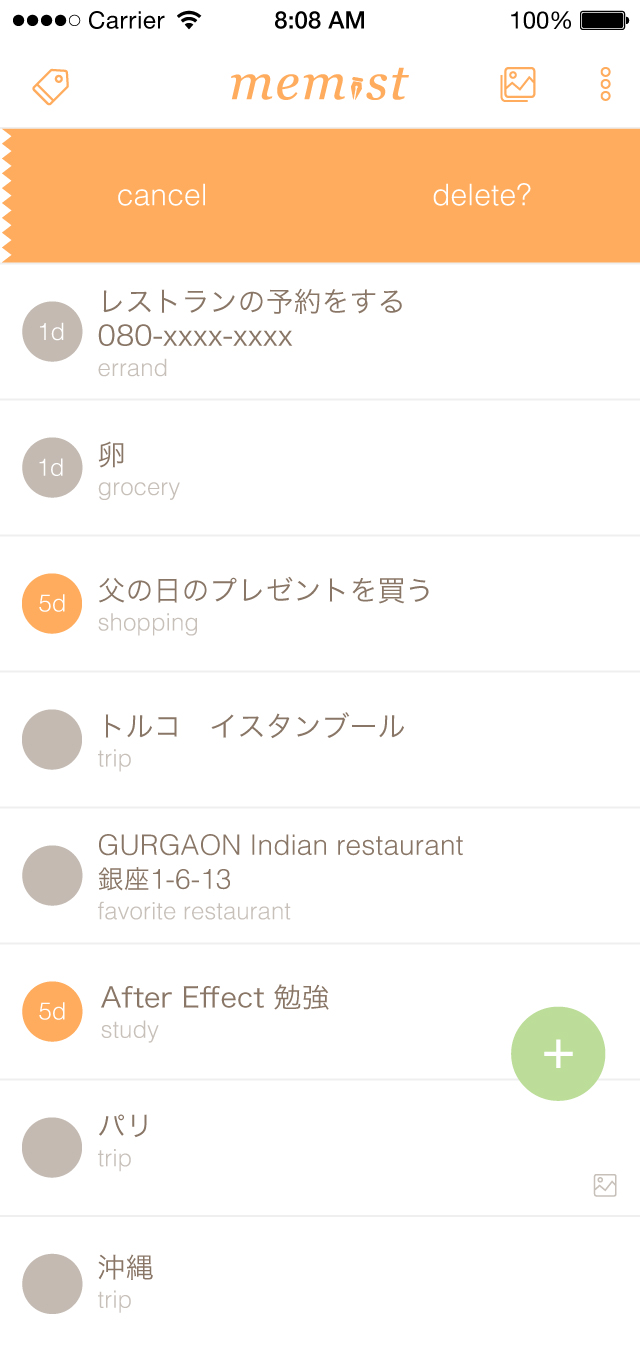 Carrier 8:08 AM 100%
memist
cancel delete?
1d
レストランの予約をする
080-xxxx-xxxx
errand
1d
卵
grocery
5d
父の日のプレゼントを買う
shopping
トルコ　イスタンブール
trip
GURGAON Indian restaurant
銀座1-6-13
favorite restaurant
5d
After Effect 勉強
study
+
パリ
trip
沖縄
trip